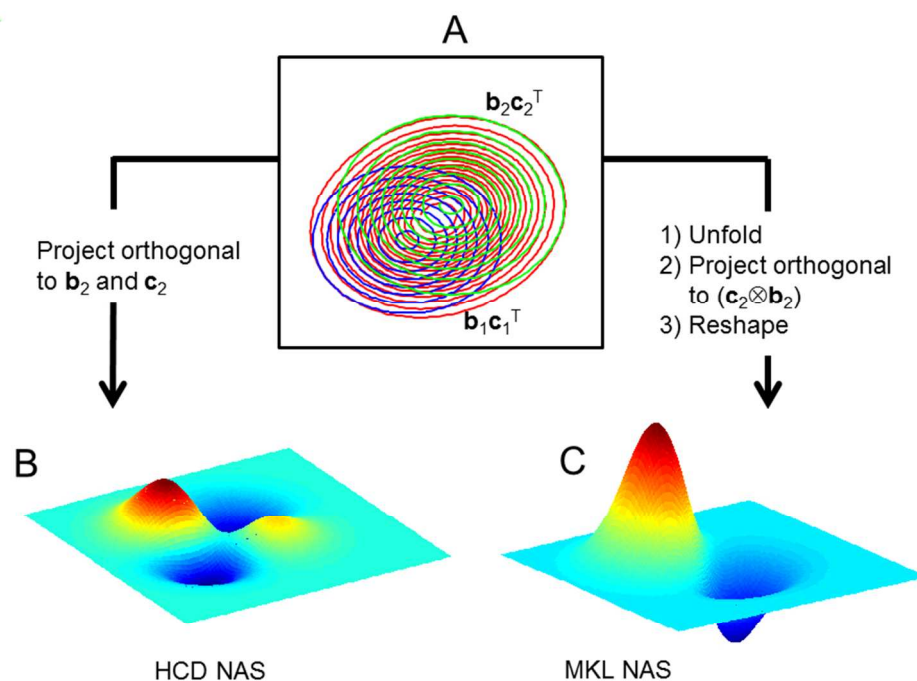 A
b₂c₂ᵀ
b₁c₁ᵀ
Project orthogonal
to b₂ and c₂
1) Unfold
2) Project orthogonal
to (c₂⊗b₂)
3) Reshape
B
C
HCD NAS
MKL NAS